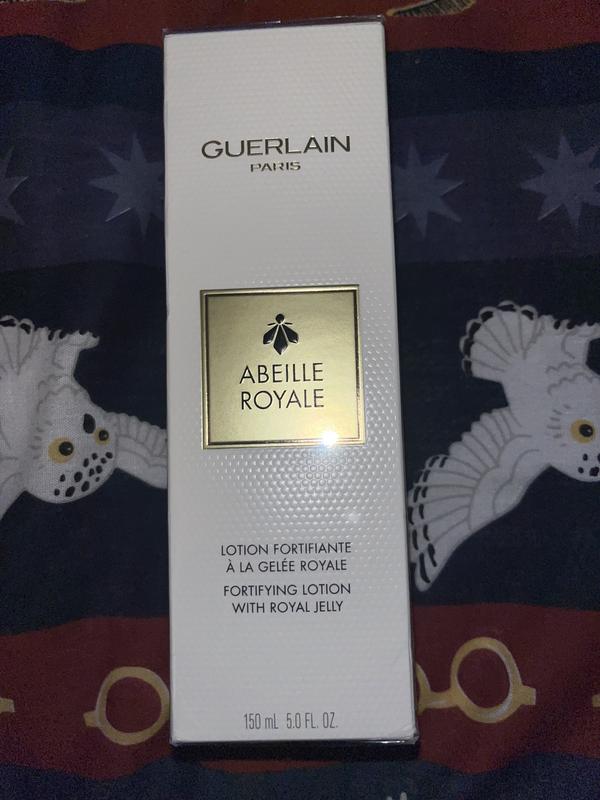 GUERLAIN
PARIS
ABEILLE
ROYALE
LOTION FORTIFIANTE
À LA GELÉE ROYALE
FORTIFYING LOTION
WITH ROYAL JELLY
150 mL 5.0 FL. OZ.